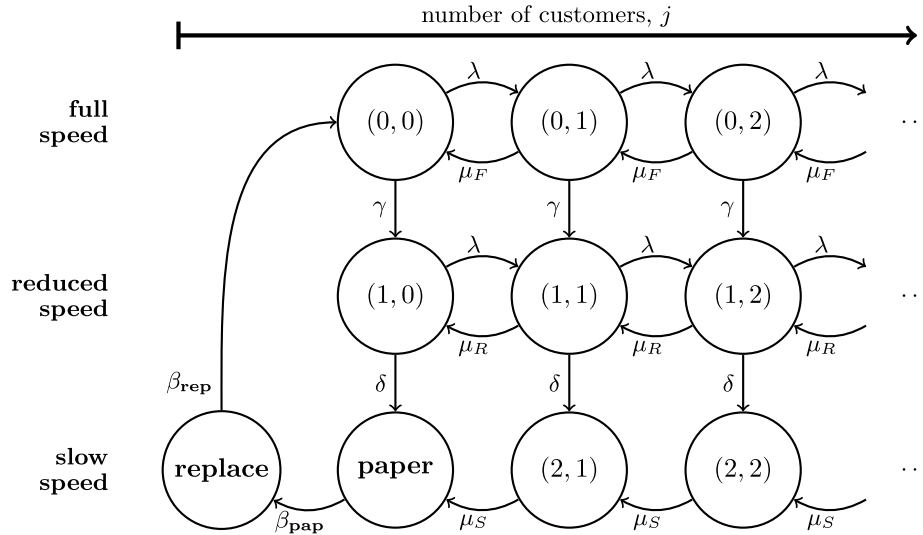 number of customers, j
λ λ λ
full
speed
(0, 0) (0, 1) (0, 2) ..
μ_F μ_F μ_F
γ γ γ
λ λ λ
reduced
speed
(1, 0) (1, 1) (1, 2) ..
μ_R μ_R μ_R
β_rep δ δ δ
slow
speed
replace paper (2, 1) (2, 2) ..
β_pap μ_S μ_S μ_S